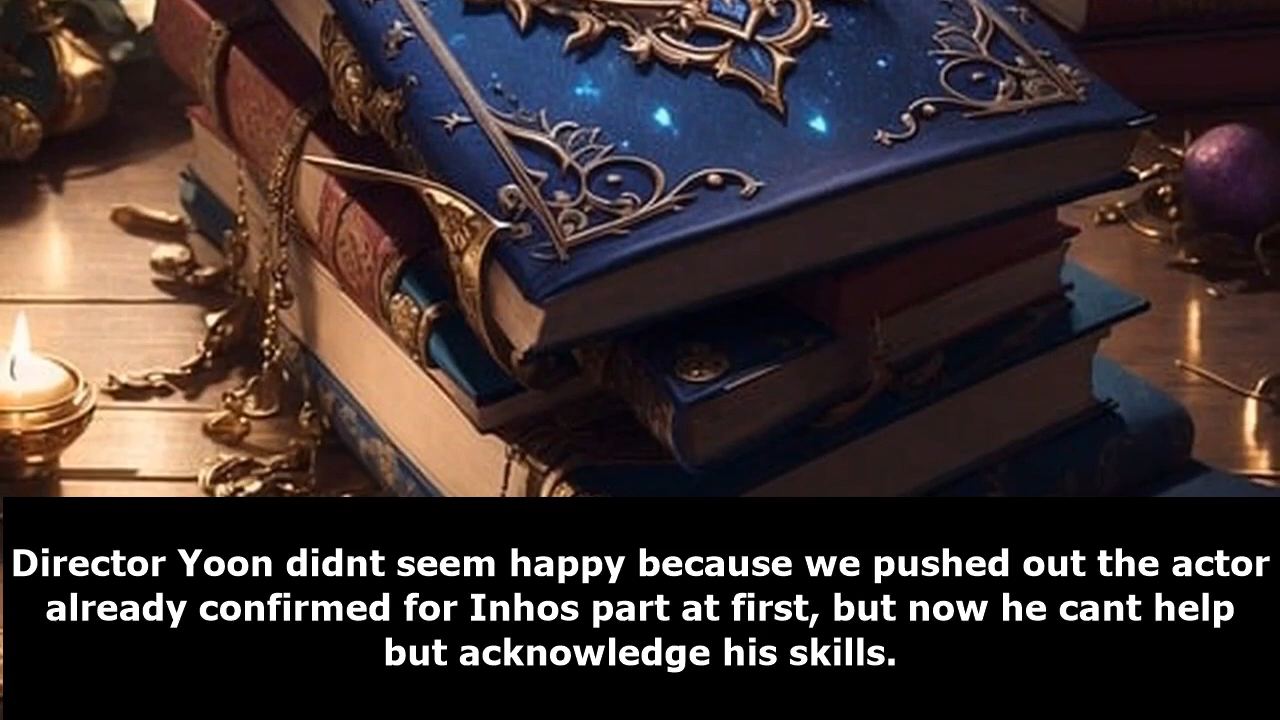 Director Yoon didnt seem happy because we pushed out the actor
already confirmed for Inhos part at first, but now he cant help
but acknowledge his skills.